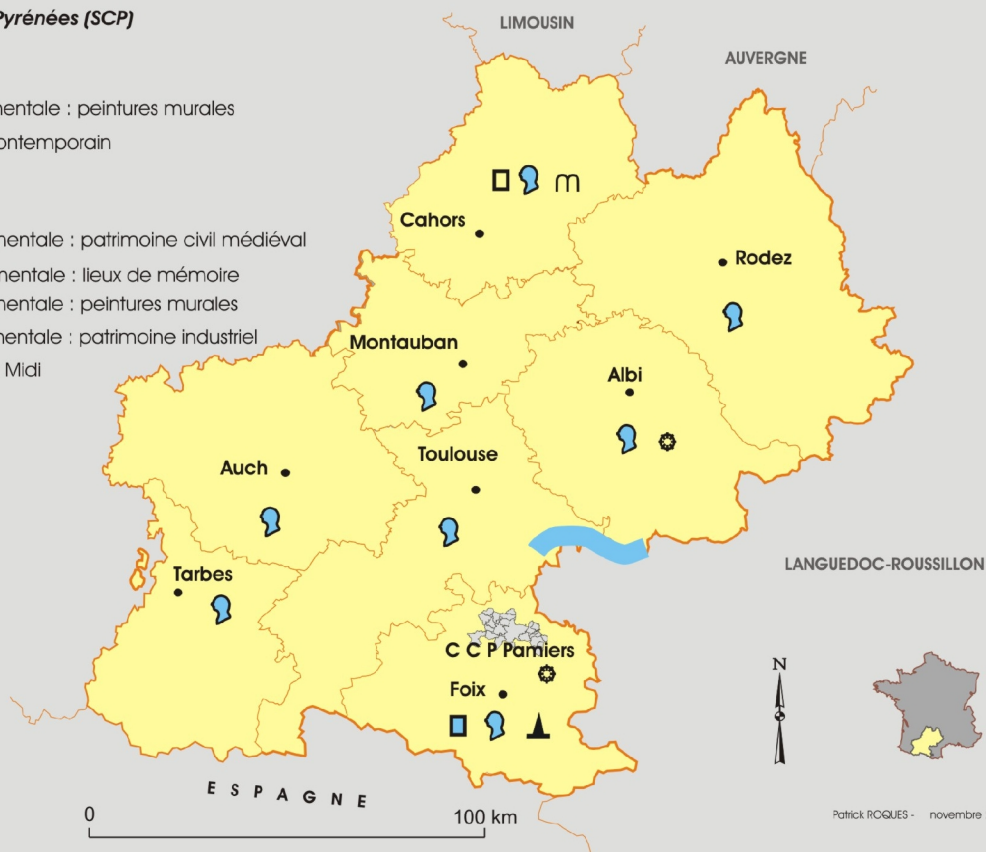 Pyrénées (SCP)
LIMOUSIN
AUVERGNE
mentale : peintures murales
ontemporain
m
Cahors
mentale : patrimoine civil médiéval
Rodez
mentale : lieux de mémoire
mentale : peintures murales
mentale : patrimoine industriel
Montauban
Midi
Albi
Toulouse
Auch
LANGUEDOC-ROUSSILLON
Tarbes
C C P Pamiers
N
Foix
E S P A G N E
0 100 km
Patrick ROQUES - novembre